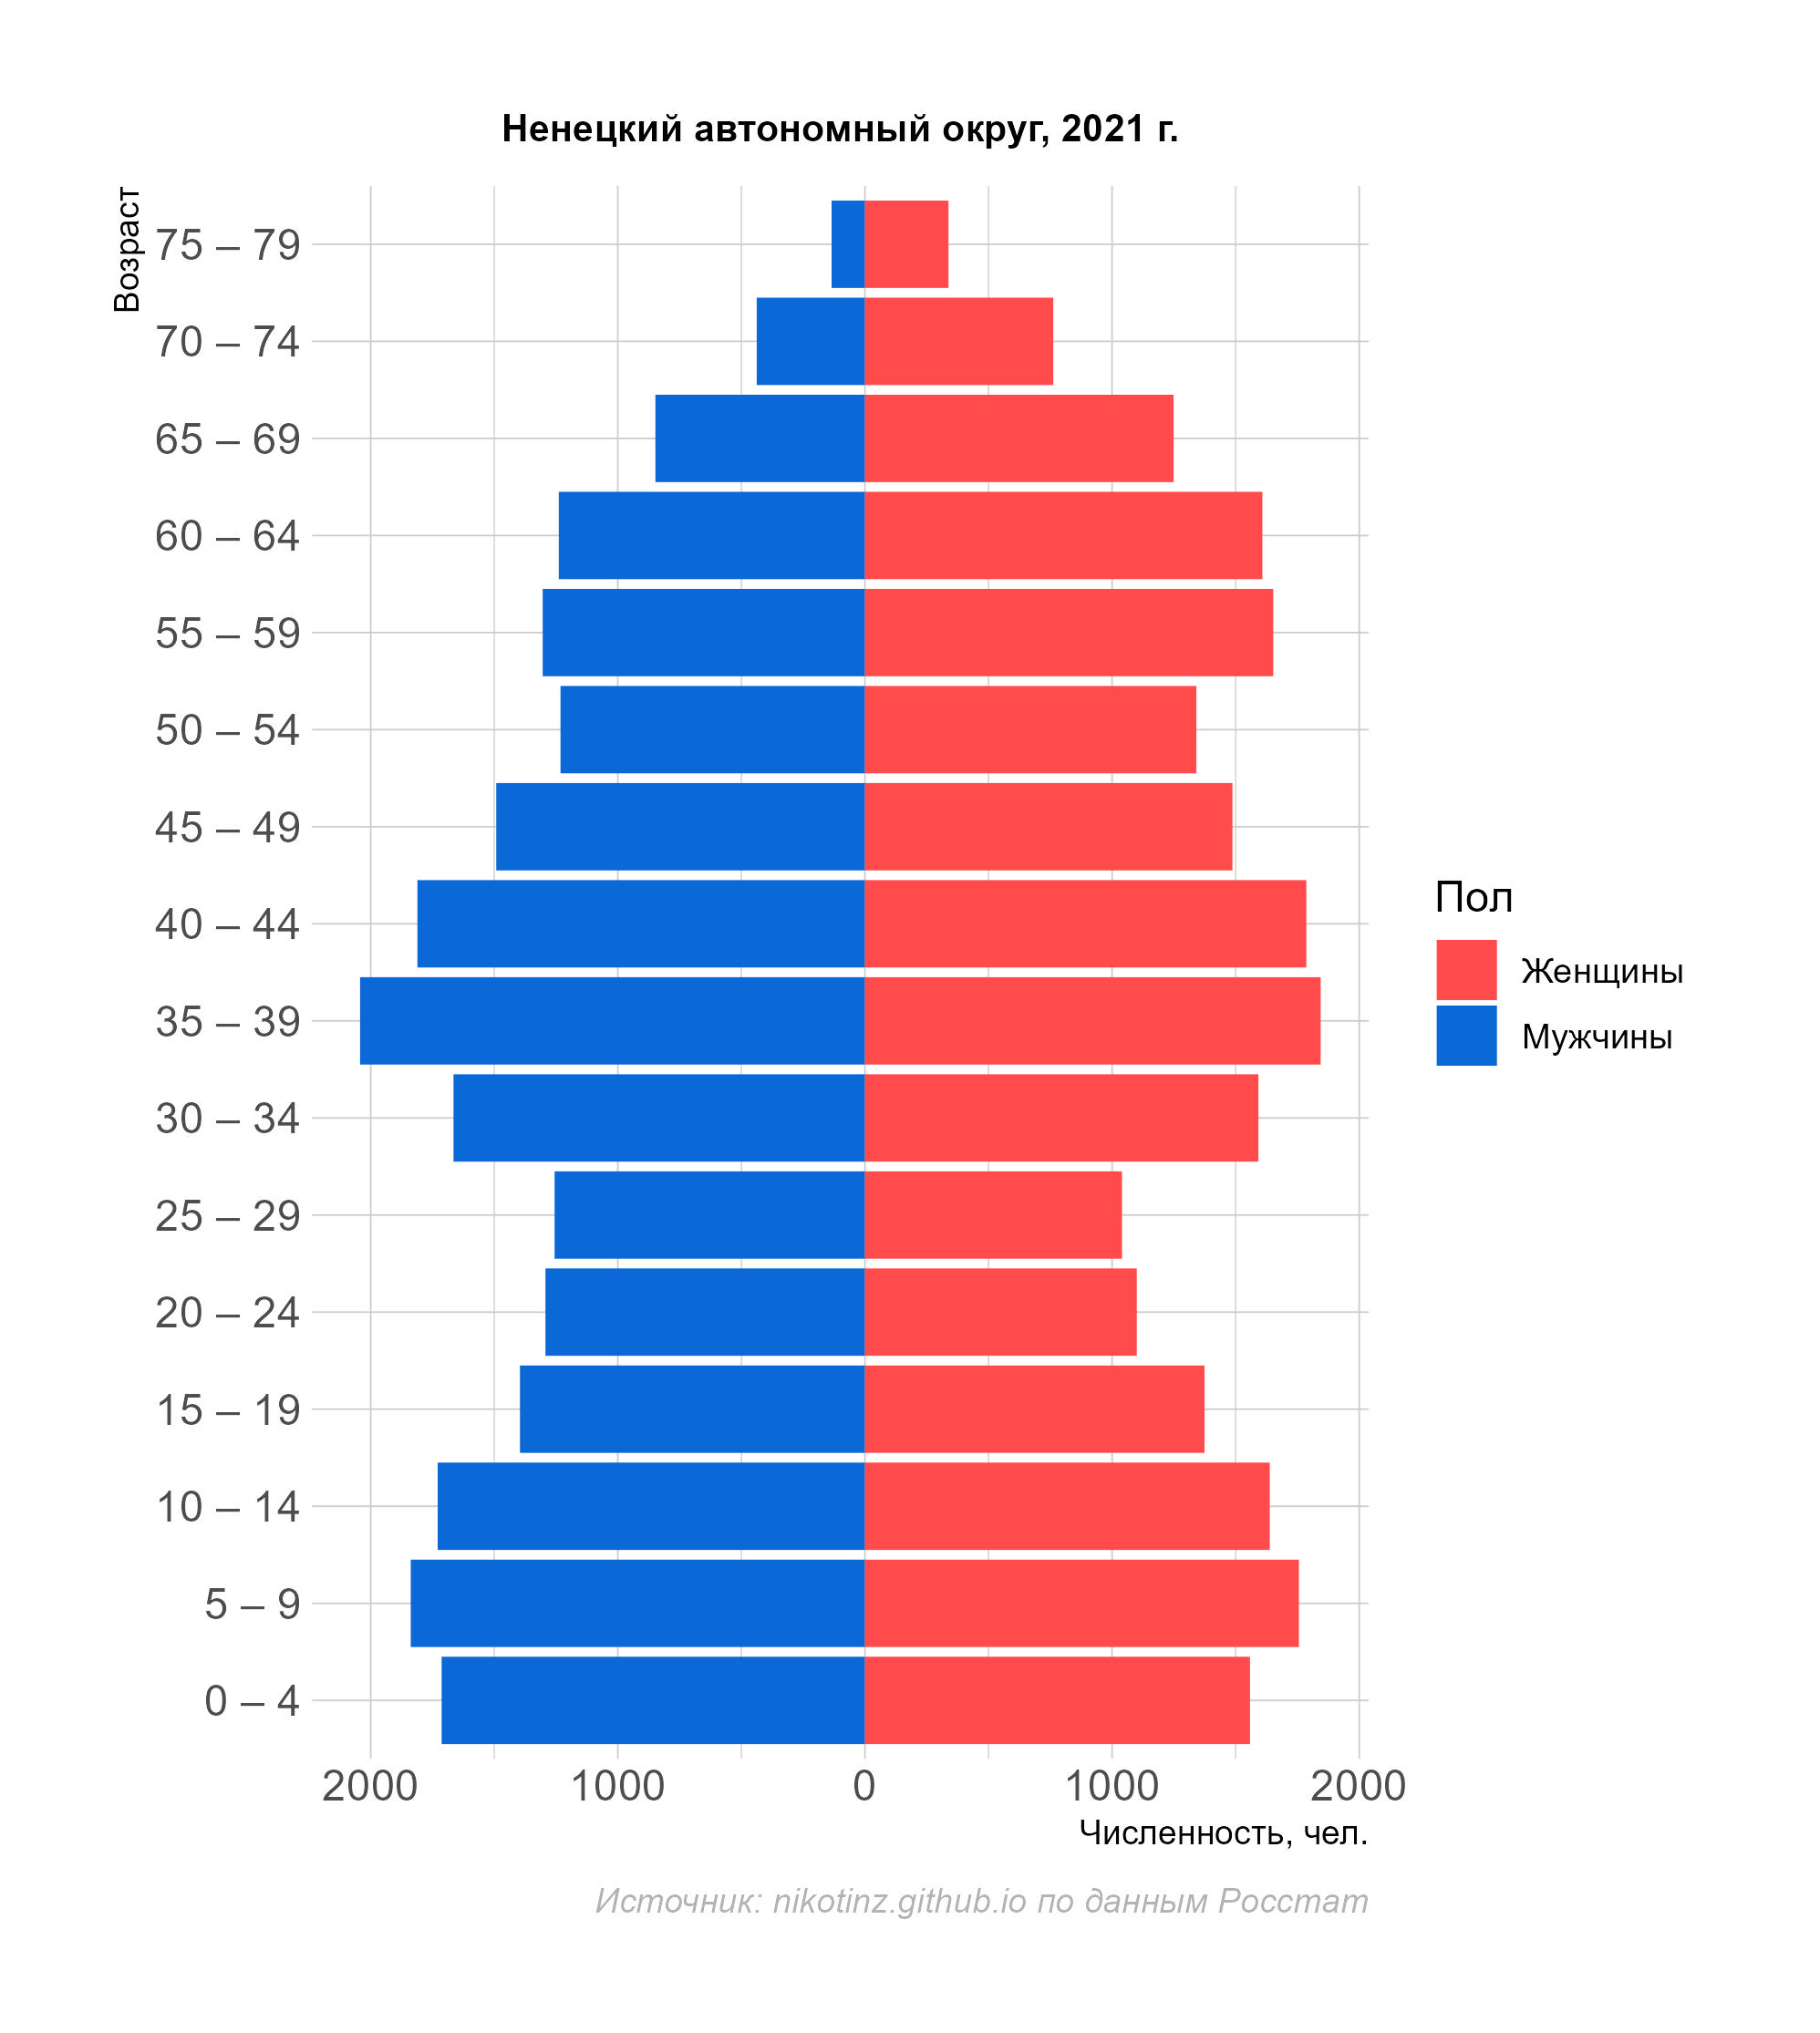 Ненецкий автономный округ, 2021 г.
Возраст
75 – 79
70 – 74
65 – 69
60 – 64
55 – 59
50 – 54
45 – 49
40 – 44
35 – 39
30 – 34
25 – 29
20 – 24
15 – 19
10 – 14
5 – 9
0 – 4
2000 1000 0 1000 2000
Численность, чел.
Пол
Женщины
Мужчины
Источник: nikotinz.github.io по данным Росстат